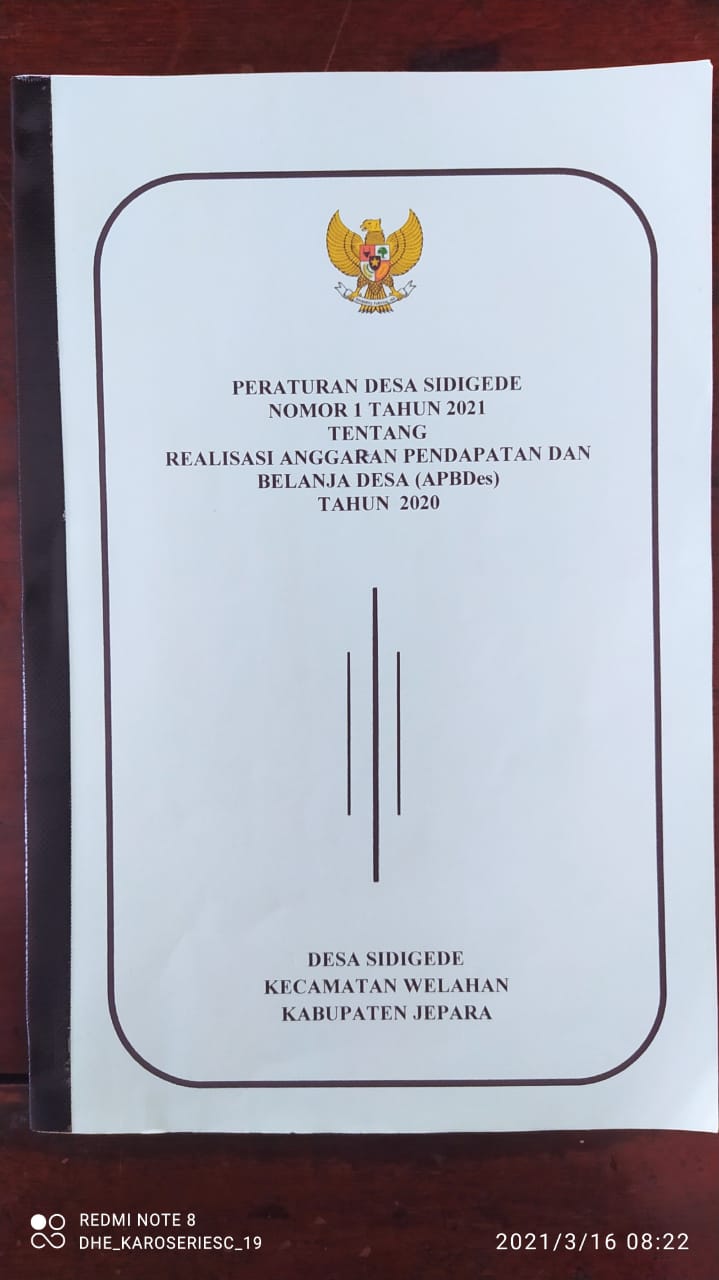 PERATURAN DESA SIDIGEDE
NOMOR 1 TAHUN 2021
TENTANG
REALISASI ANGGARAN PENDAPATAN DAN
BELANJA DESA (APBDes)
TAHUN 2020
DESA SIDIGEDE
KECAMATAN WELAHAN
KABUPATEN JEPARA
REDMI NOTE 8
DHE_KAROSERIESC_19
2021/3/16 08:22